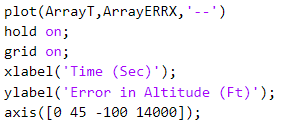 plot(ArrayT,ArrayERRX,'--')
hold on;
grid on;
xlabel('Time (Sec)');
ylabel('Error in Altitude (Ft)');
axis([0 45 -100 14000]);